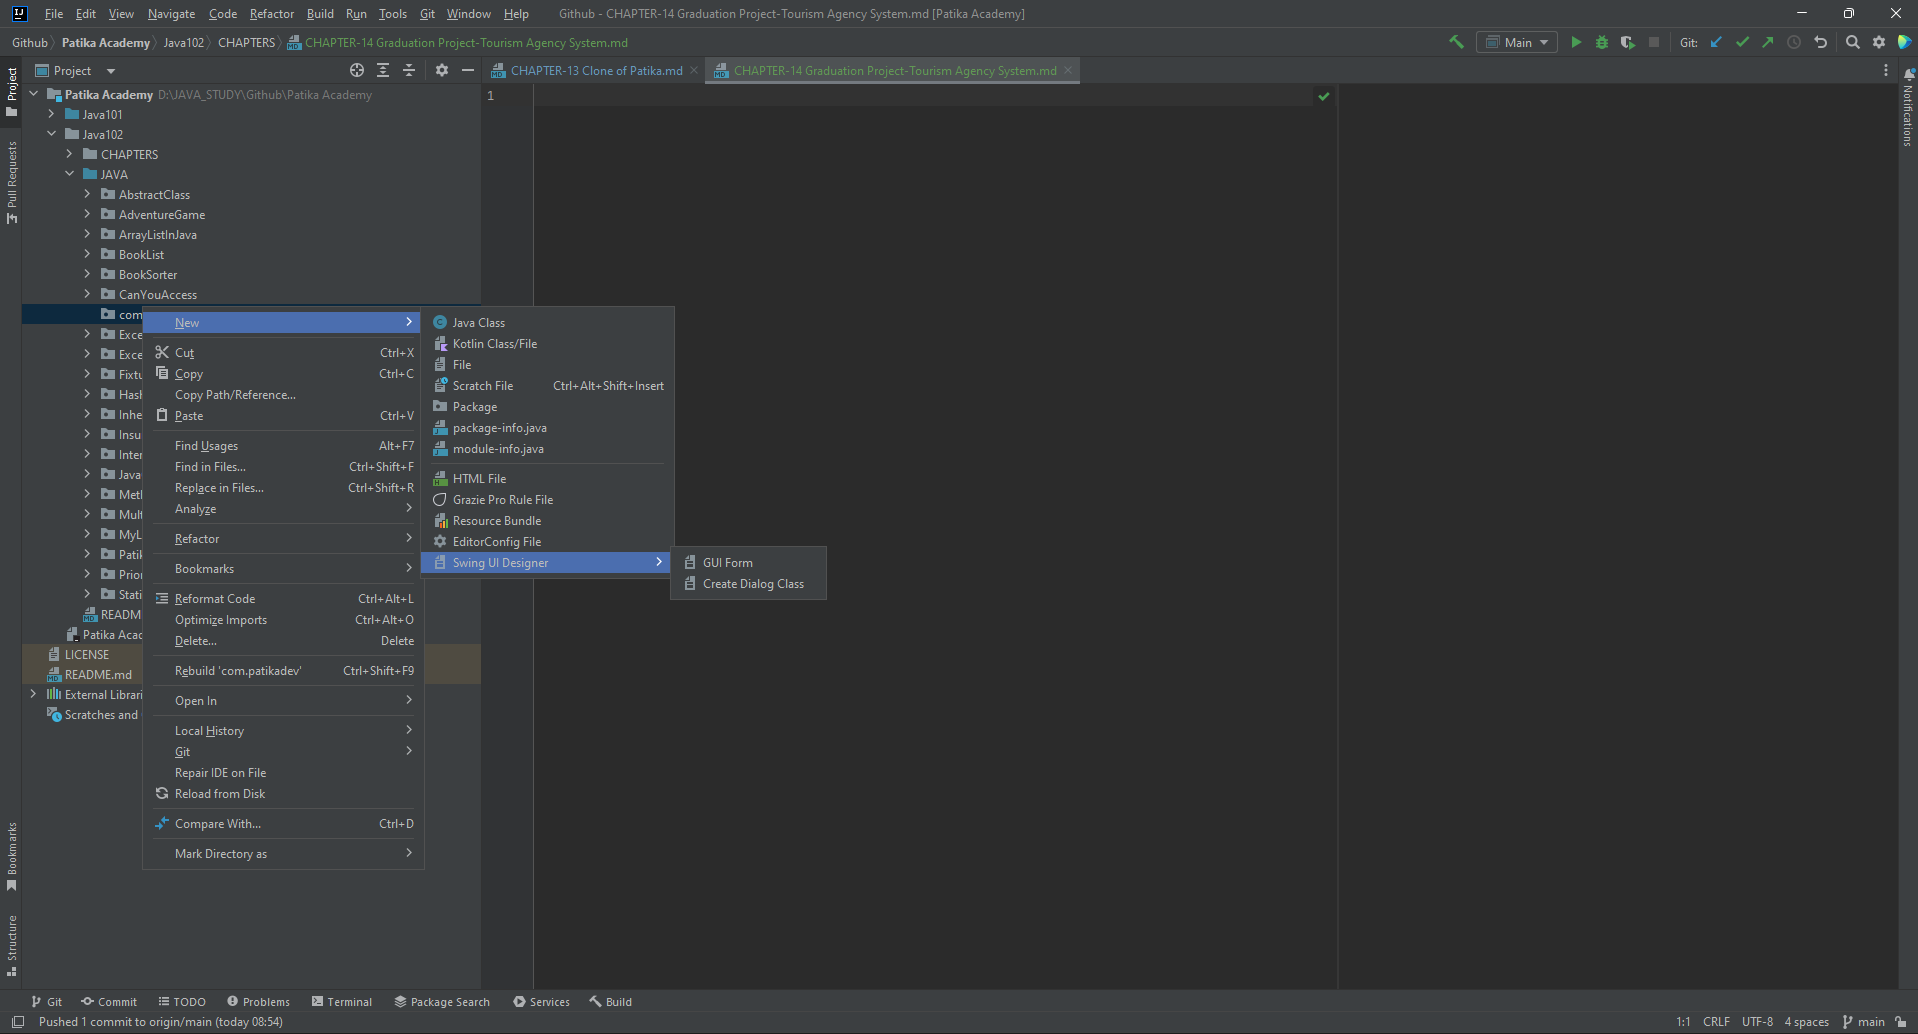 File Edit View Navigate Code Refactor Build Run Tools Git Window Help Github - CHAPTER-14 Graduation Project-Tourism Agency System.md [Patika Academy]
Github Patika Academy Java102 CHAPTERS CHAPTER-14 Graduation Project-Tourism Agency System.md
Main Git:
Project
CHAPTER-13 Clone of Patika.md CHAPTER-14 Graduation Project-Tourism Agency System.md
Project
Pull Requests
Bookmarks
Structure
Notifications
Patika Academy D:\JAVA_STUDY\Github\Patika Academy
Java101
Java102
CHAPTERS
JAVA
AbstractClass
AdventureGame
ArrayListInJava
BookList
BookSorter
CanYouAccess
com
Exce
Exce
Fixtu
Hash
Inhe
Insu
Inter
Java
Meth
Mult
MyL
Patik
Prior
Stati
READM
Patika Acad
LICENSE
README.md
External Librari
Scratches and
1
New
Cut Ctrl+X
Copy Ctrl+C
Copy Path/Reference...
Paste Ctrl+V
Find Usages Alt+F7
Find in Files... Ctrl+Shift+F
Replace in Files... Ctrl+Shift+R
Analyze
Refactor
Bookmarks
Reformat Code Ctrl+Alt+L
Optimize Imports Ctrl+Alt+O
Delete... Delete
Rebuild 'com.patikadev' Ctrl+Shift+F9
Open In
Local History
Git
Repair IDE on File
Reload from Disk
Compare With... Ctrl+D
Mark Directory as
Java Class
Kotlin Class/File
File
Scratch File Ctrl+Alt+Shift+Insert
Package
package-info.java
module-info.java
HTML File
Grazie Pro Rule File
Resource Bundle
EditorConfig File
Swing UI Designer
GUI Form
Create Dialog Class
Git Commit TODO Problems Terminal Package Search Services Build
Pushed 1 commit to origin/main (today 08:54)
1:1 CRLF UTF-8 4 spaces main